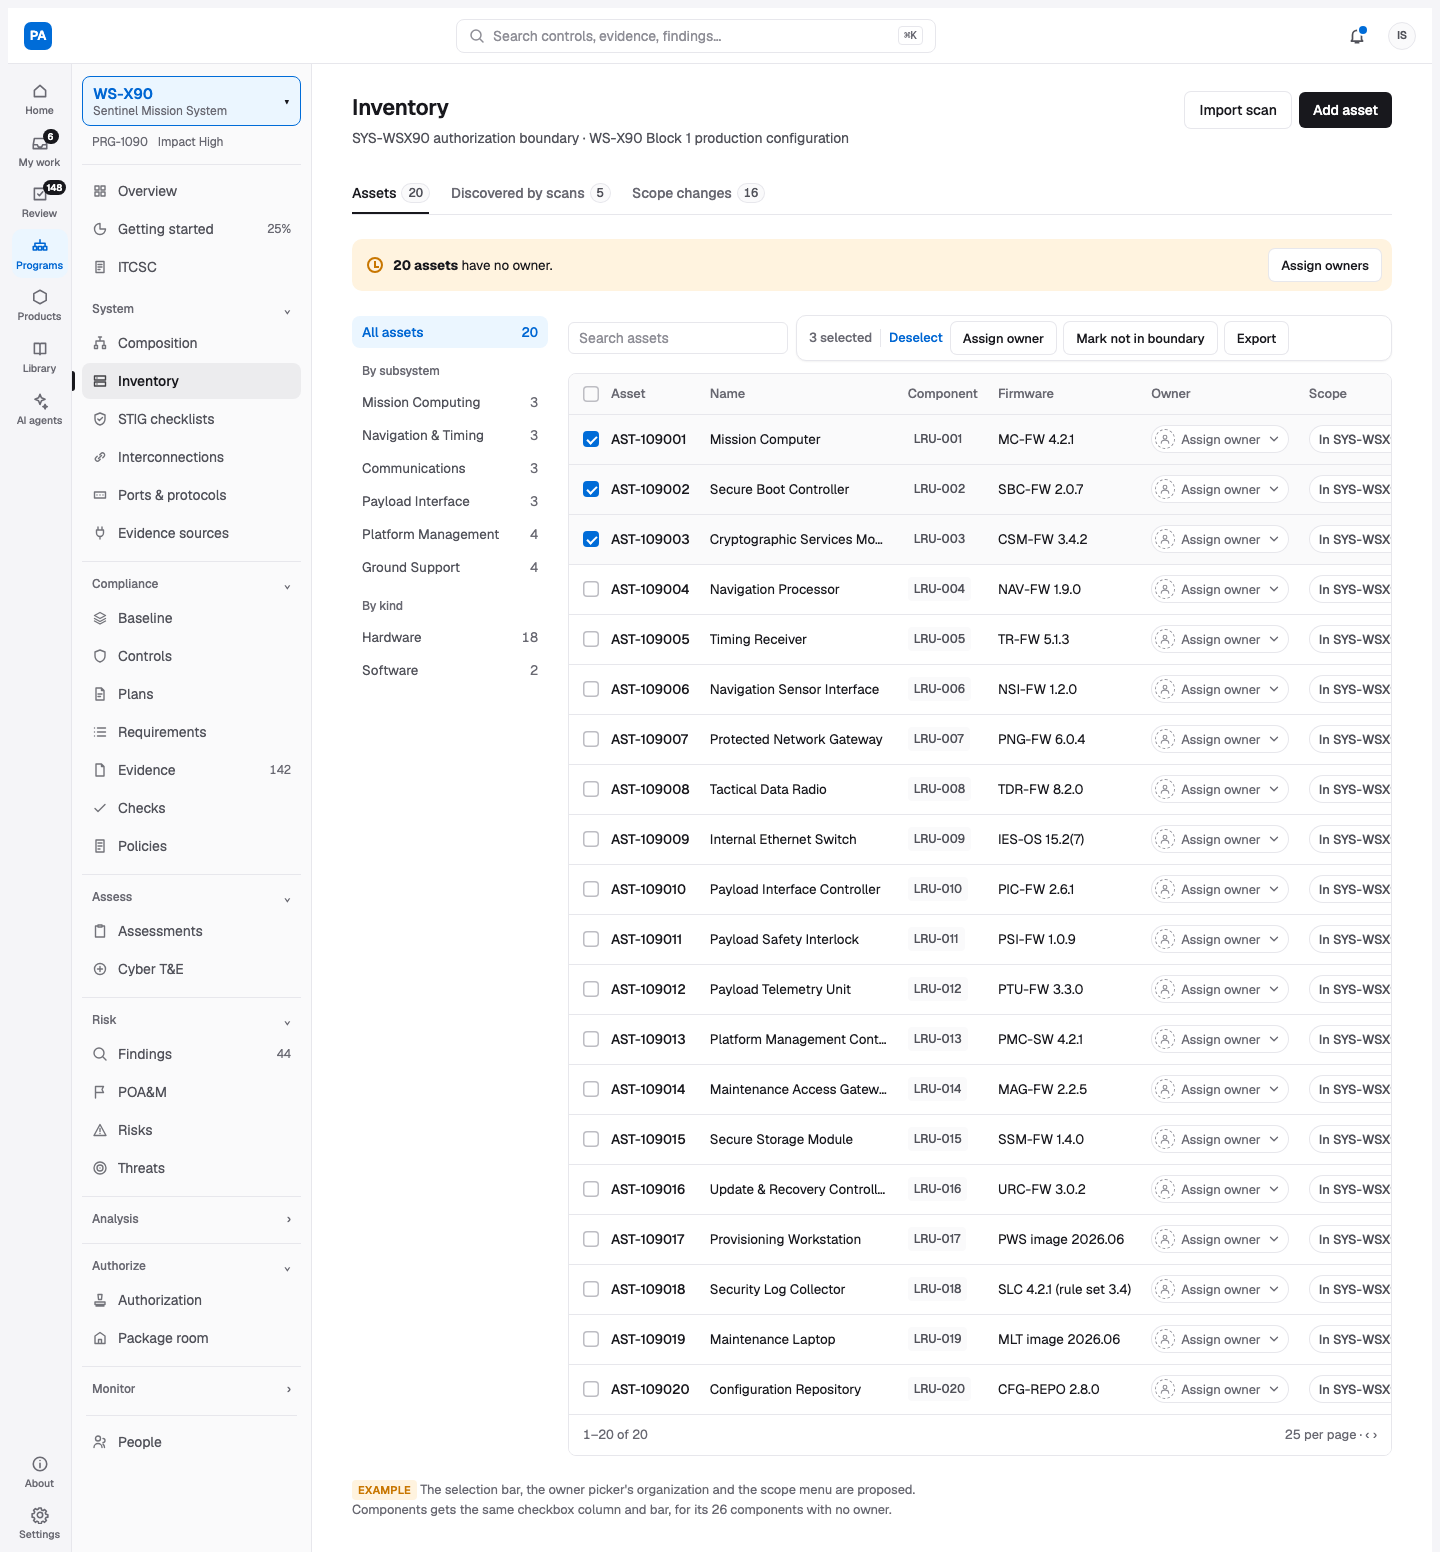 PA
Search controls, evidence, findings...
⌘K
IS
Home
6
My work
148
Review
Programs
Products
Library
AI agents
About
Settings
WS-X90
Sentinel Mission System
PRG-1090 Impact High
Overview
Getting started 25%
ITCSC
System
Composition
Inventory
STIG checklists
Interconnections
Ports & protocols
Evidence sources
Compliance
Baseline
Controls
Plans
Requirements
Evidence 142
Checks
Policies
Assess
Assessments
Cyber T&E
Risk
Findings 44
POA&M
Risks
Threats
Analysis
Authorize
Authorization
Package room
Monitor
People
Inventory
SYS-WSX90 authorization boundary · WS-X90 Block 1 production configuration
Import scan
Add asset
Assets 20 Discovered by scans 5 Scope changes 16
20 assets have no owner.
Assign owners
All assets 20
By subsystem
Mission Computing 3
Navigation & Timing 3
Communications 3
Payload Interface 3
Platform Management 4
Ground Support 4
By kind
Hardware 18
Software 2
Search assets
3 selected Deselect Assign owner Mark not in boundary Export
Asset Name Component Firmware Owner Scope
AST-109001 Mission Computer LRU-001 MC-FW 4.2.1 Assign owner In SYS-WSX
AST-109002 Secure Boot Controller LRU-002 SBC-FW 2.0.7 Assign owner In SYS-WSX
AST-109003 Cryptographic Services Mo... LRU-003 CSM-FW 3.4.2 Assign owner In SYS-WSX
AST-109004 Navigation Processor LRU-004 NAV-FW 1.9.0 Assign owner In SYS-WSX
AST-109005 Timing Receiver LRU-005 TR-FW 5.1.3 Assign owner In SYS-WSX
AST-109006 Navigation Sensor Interface LRU-006 NSI-FW 1.2.0 Assign owner In SYS-WSX
AST-109007 Protected Network Gateway LRU-007 PNG-FW 6.0.4 Assign owner In SYS-WSX
AST-109008 Tactical Data Radio LRU-008 TDR-FW 8.2.0 Assign owner In SYS-WSX
AST-109009 Internal Ethernet Switch LRU-009 IES-OS 15.2(7) Assign owner In SYS-WSX
AST-109010 Payload Interface Controller LRU-010 PIC-FW 2.6.1 Assign owner In SYS-WSX
AST-109011 Payload Safety Interlock LRU-011 PSI-FW 1.0.9 Assign owner In SYS-WSX
AST-109012 Payload Telemetry Unit LRU-012 PTU-FW 3.3.0 Assign owner In SYS-WSX
AST-109013 Platform Management Cont... LRU-013 PMC-SW 4.2.1 Assign owner In SYS-WSX
AST-109014 Maintenance Access Gatew... LRU-014 MAG-FW 2.2.5 Assign owner In SYS-WSX
AST-109015 Secure Storage Module LRU-015 SSM-FW 1.4.0 Assign owner In SYS-WSX
AST-109016 Update & Recovery Controll... LRU-016 URC-FW 3.0.2 Assign owner In SYS-WSX
AST-109017 Provisioning Workstation LRU-017 PWS image 2026.06 Assign owner In SYS-WSX
AST-109018 Security Log Collector LRU-018 SLC 4.2.1 (rule set 3.4) Assign owner In SYS-WSX
AST-109019 Maintenance Laptop LRU-019 MLT image 2026.06 Assign owner In SYS-WSX
AST-109020 Configuration Repository LRU-020 CFG-REPO 2.8.0 Assign owner In SYS-WSX
1–20 of 20
25 per page · ‹ ›
EXAMPLE The selection bar, the owner picker's organization and the scope menu are proposed.
Components gets the same checkbox column and bar, for its 26 components with no owner.